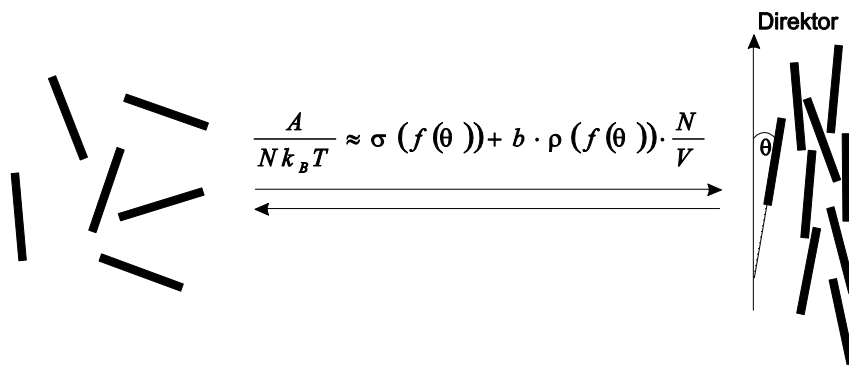 Direktor
A/(N k_B T) ≈ σ (f(θ)) + b · ρ (f(θ)) · N/V
θ